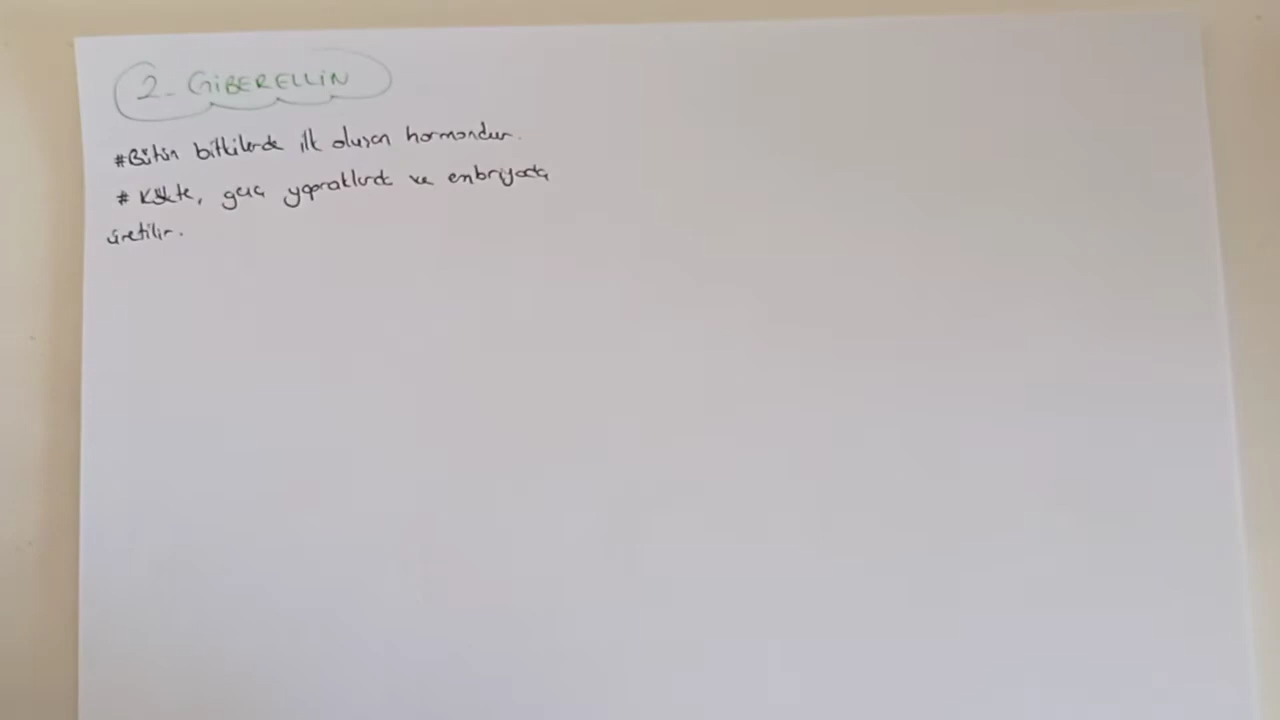 2- GİBERELLİN
#Bütün bitkilerde ilk oluşan hormondur.
# Kökte, genç yapraklarda ve embriyoda
üretilir.